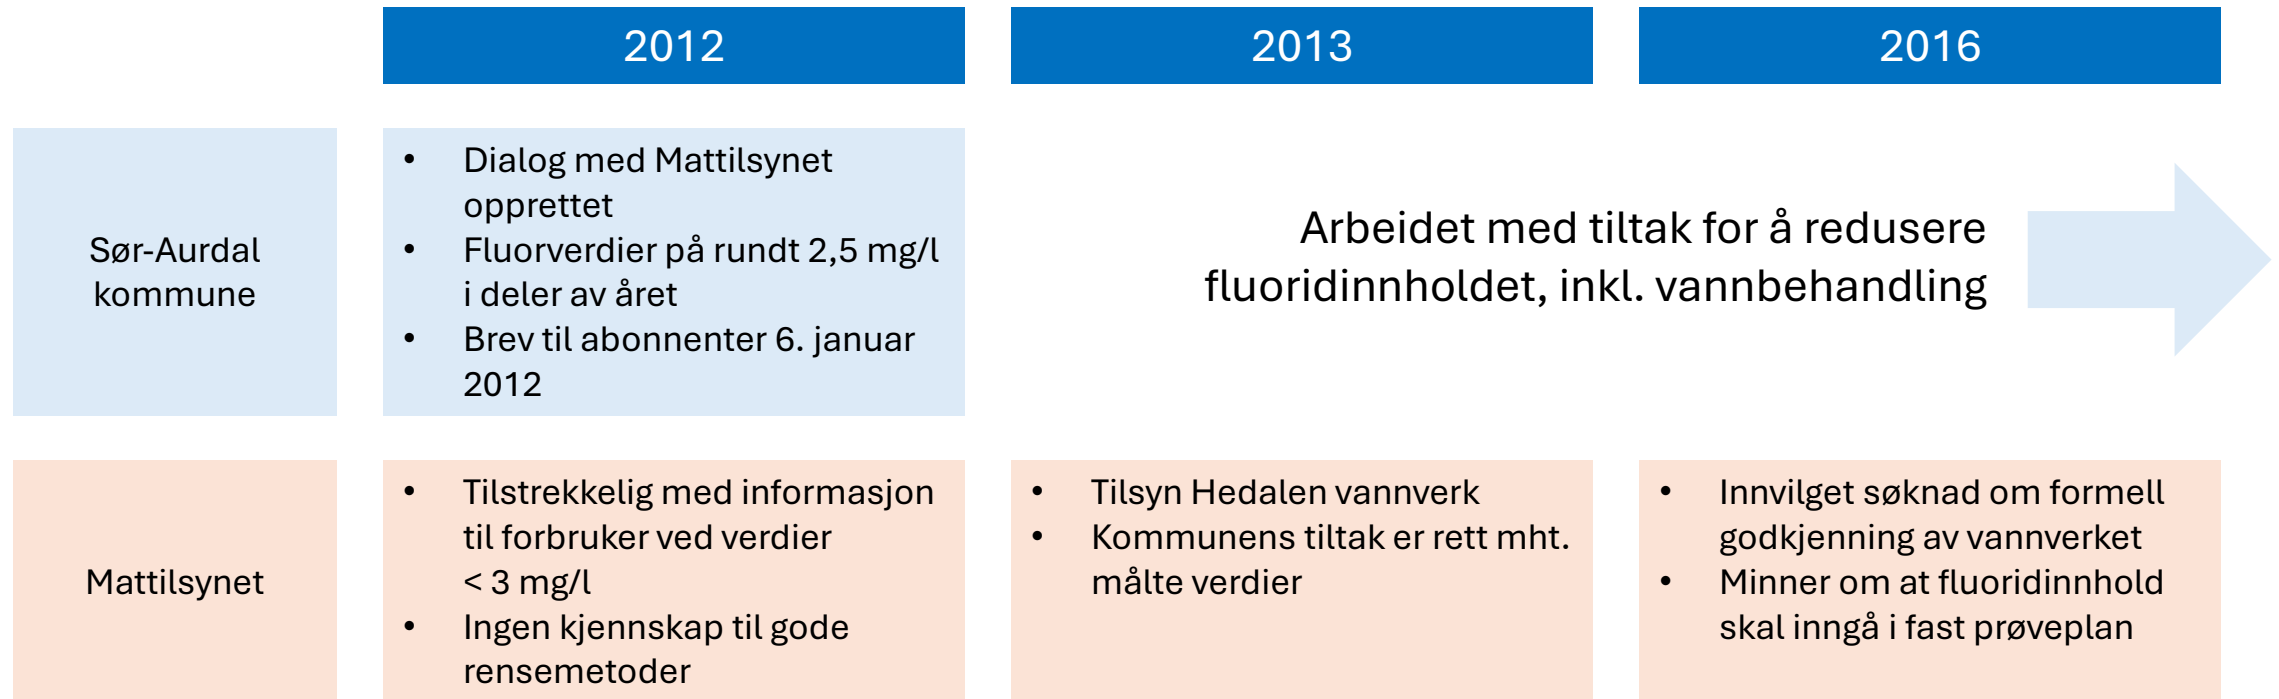 2012
2013
2016
Sør-Aurdal
kommune
• Dialog med Mattilsynet
opprettet
• Fluorverdier på rundt 2,5 mg/l
i deler av året
• Brev til abonnenter 6. januar
2012
Arbeidet med tiltak for å redusere
fluoridinnholdet, inkl. vannbehandling
Mattilsynet
• Tilstrekkelig med informasjon
til forbruker ved verdier
< 3 mg/l
• Ingen kjennskap til gode
rensemetoder
• Tilsyn Hedalen vannverk
• Kommunens tiltak er rett mht.
målte verdier
• Innvilget søknad om formell
godkjenning av vannverket
• Minner om at fluoridinnhold
skal inngå i fast prøveplan